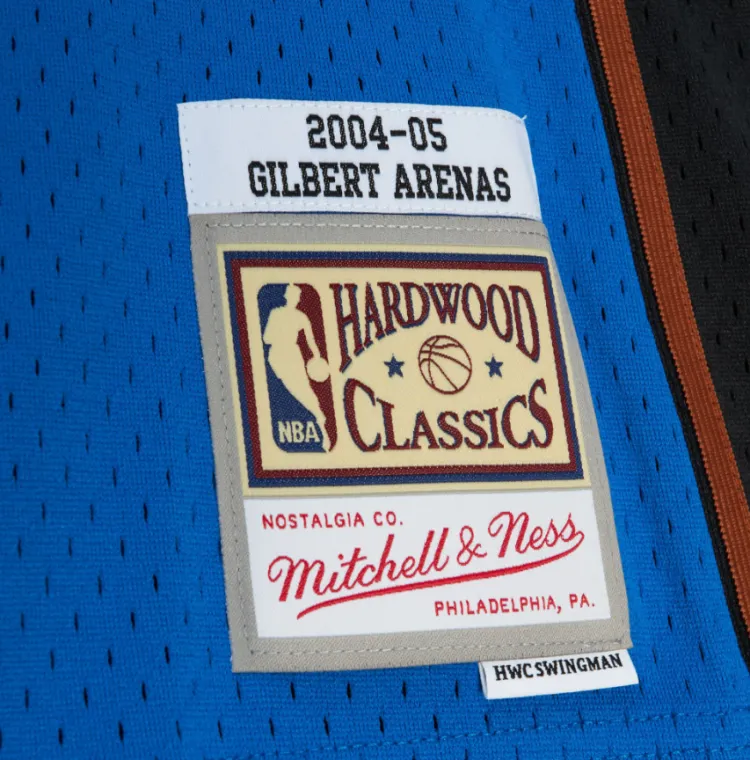 2004-05
GILBERT ARENAS
HARDWOOD
CLASSICS
NBA
NOSTALGIA CO.
Mitchell & Ness
PHILADELPHIA, PA.
HWC SWINGMAN